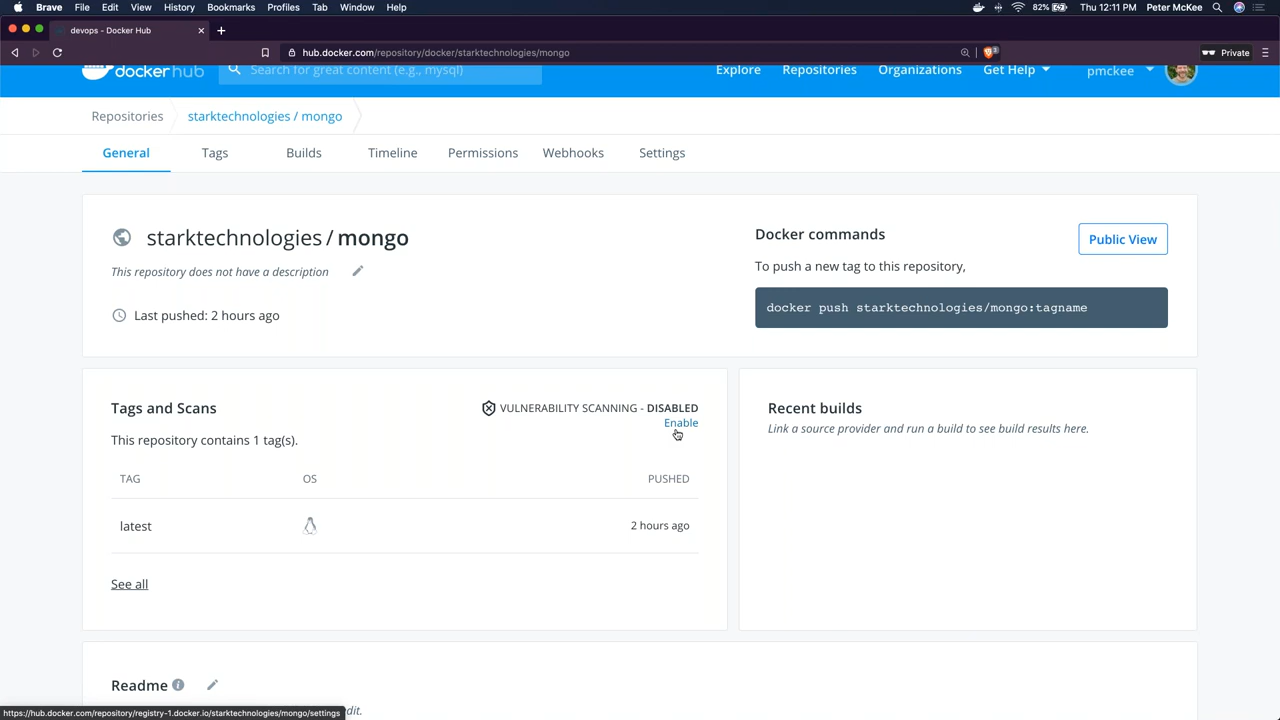 Brave File Edit View History Bookmarks Profiles Tab Window Help 82% Thu 12:11 PM Peter McKee
devops - Docker Hub
hub.docker.com/repository/docker/starktechnologies/mongo Private
dockerhub Search for great content (e.g., mysql) Explore Repositories Organizations Get Help pmckee
Repositories starktechnologies / mongo
General Tags Builds Timeline Permissions Webhooks Settings
starktechnologies / mongo
This repository does not have a description
Last pushed: 2 hours ago
Docker commands
Public View
To push a new tag to this repository,
docker push starktechnologies/mongo:tagname
Tags and Scans
VULNERABILITY SCANNING - DISABLED
Enable
This repository contains 1 tag(s).
TAG OS PUSHED
latest 2 hours ago
See all
Recent builds
Link a source provider and run a build to see build results here.
Readme
https://hub.docker.com/repository/registry-1.docker.io/starktechnologies/mongo/settings
dit.